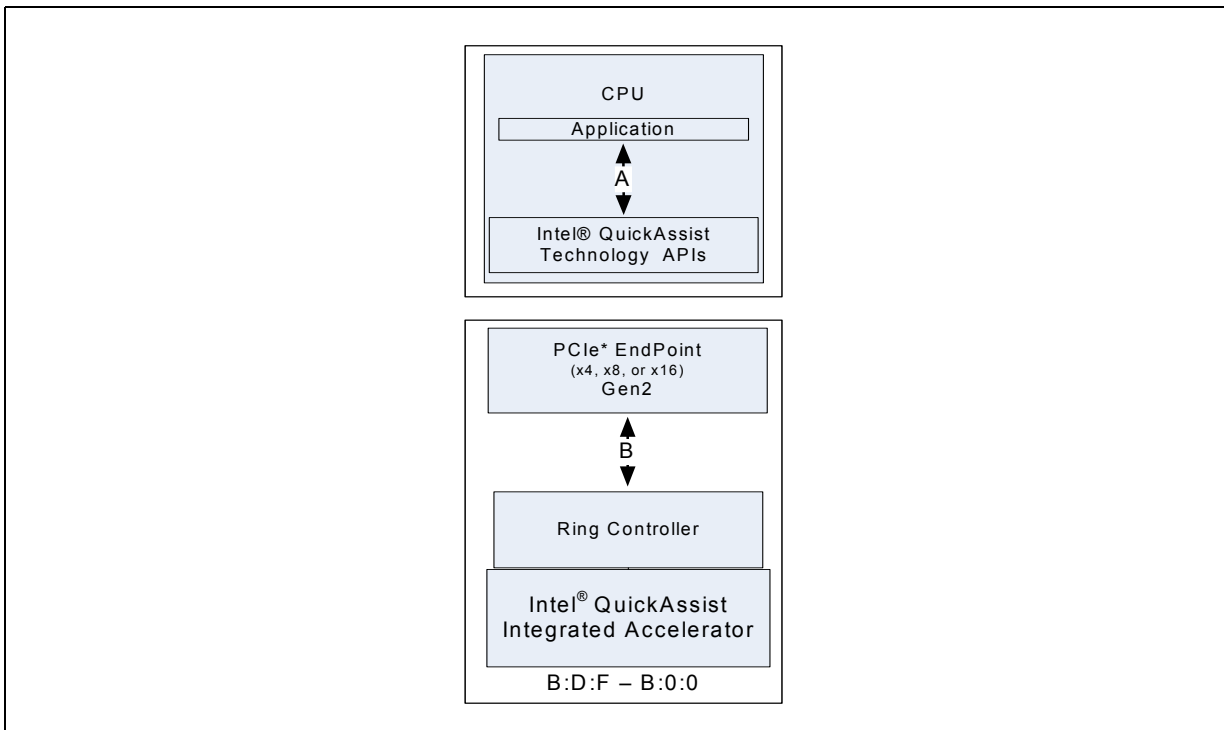 CPU
Application
A
Intel® QuickAssist
Technology APIs
PCIe* EndPoint
(x4, x8, or x16)
Gen2
B
Ring Controller
Intel® QuickAssist
Integrated Accelerator
B:D:F – B:0:0